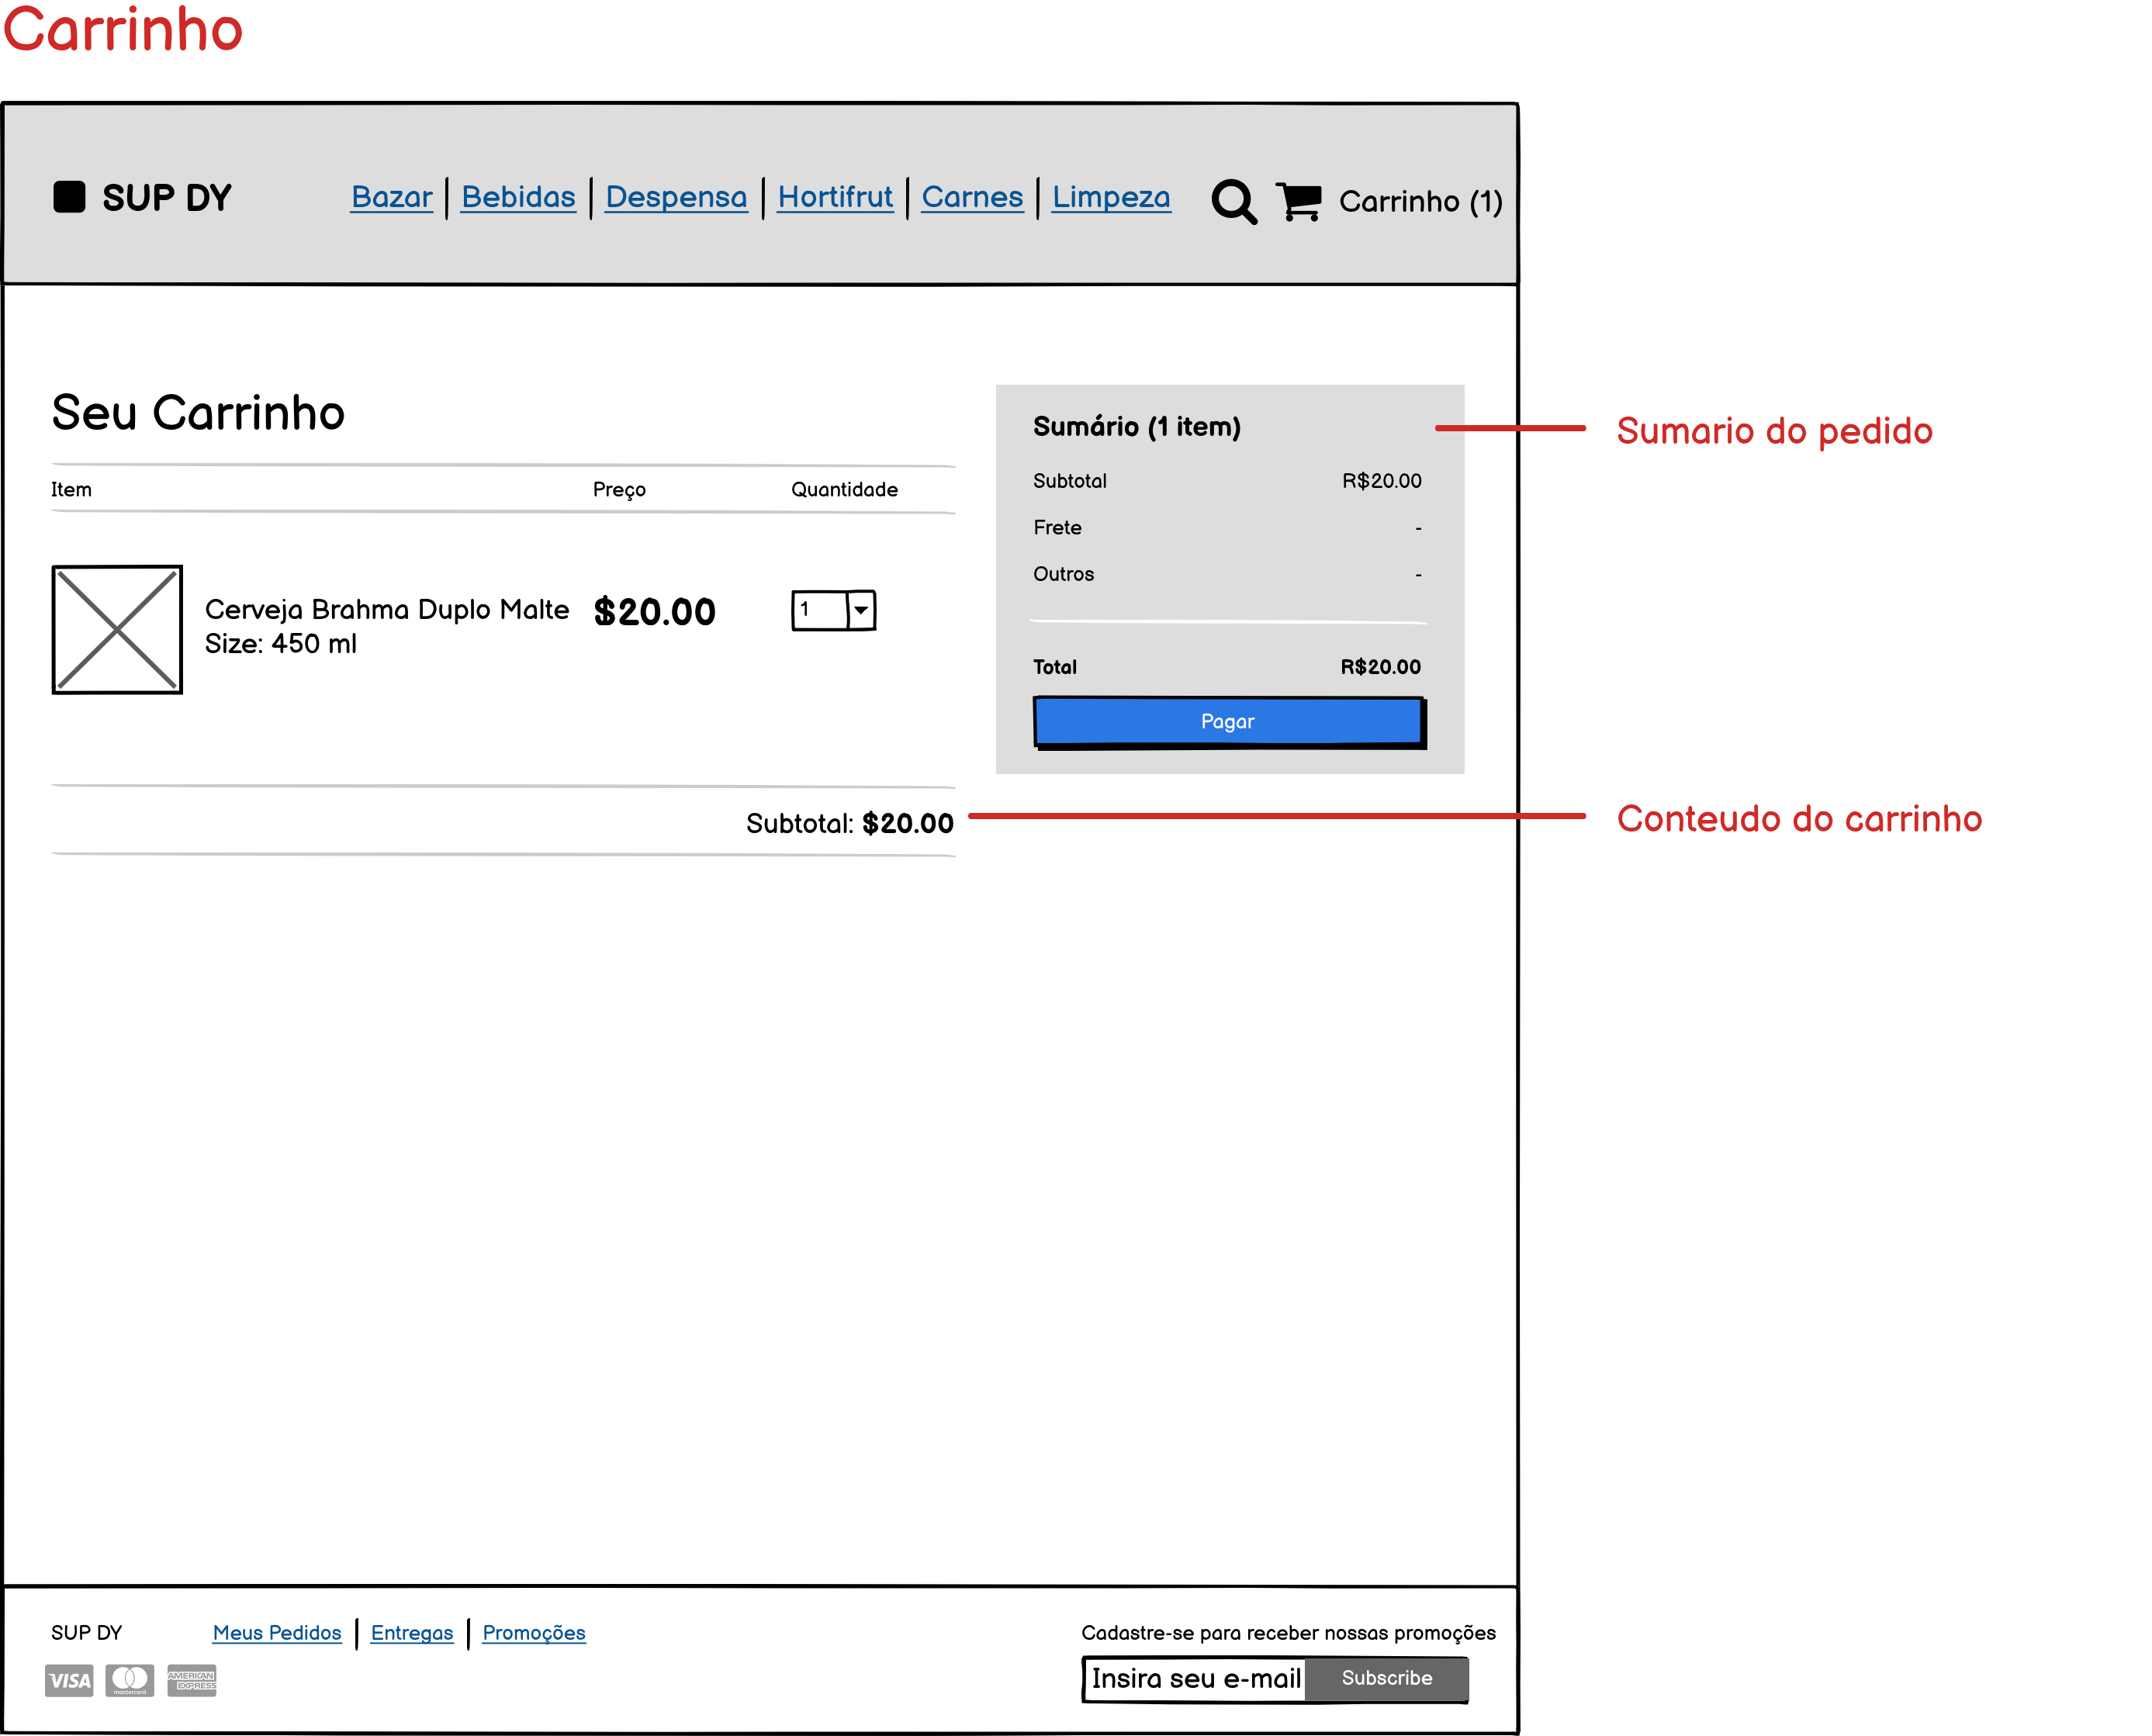 Carrinho
SUP DY
Bazar
Bebidas
Despensa
Hortifrut
Carnes
Limpeza
Carrinho (1)
Seu Carrinho
Item Preço Quantidade
Cerveja Brahma Duplo Malte $20.00 1
Size: 450 ml
Subtotal: $20.00
Sumário (1 item)
Subtotal R$20.00
Frete -
Outros -
Total R$20.00
Pagar
Sumario do pedido
Conteudo do carrinho
SUP DY
Meus Pedidos
Entregas
Promoções
VISA
mastercard
AMERICAN
EXPRESS
Cadastre-se para receber nossas promoções
Insira seu e-mail
Subscribe